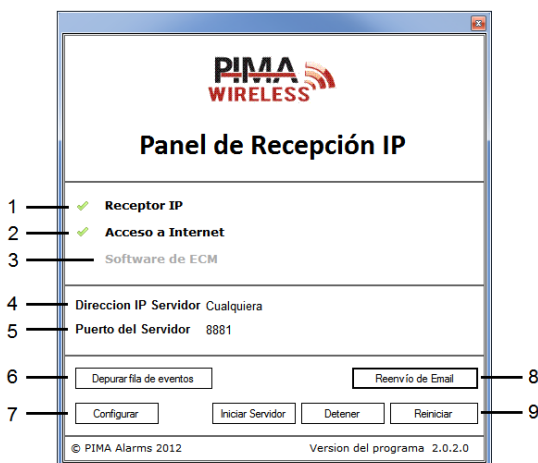 PIMA
WIRELESS
Panel de Recepción IP
1 Receptor IP
2 Acceso a Internet
3 Software de ECM
4 Direccion IP Servidor Cualquiera
5 Puerto del Servidor 8881
6 Depurar fila de eventos Reenvío de Email 8
7 Configurar Iniciar Servidor Detener Reiniciar 9
© PIMA Alarms 2012 Version del programa 2.0.2.0